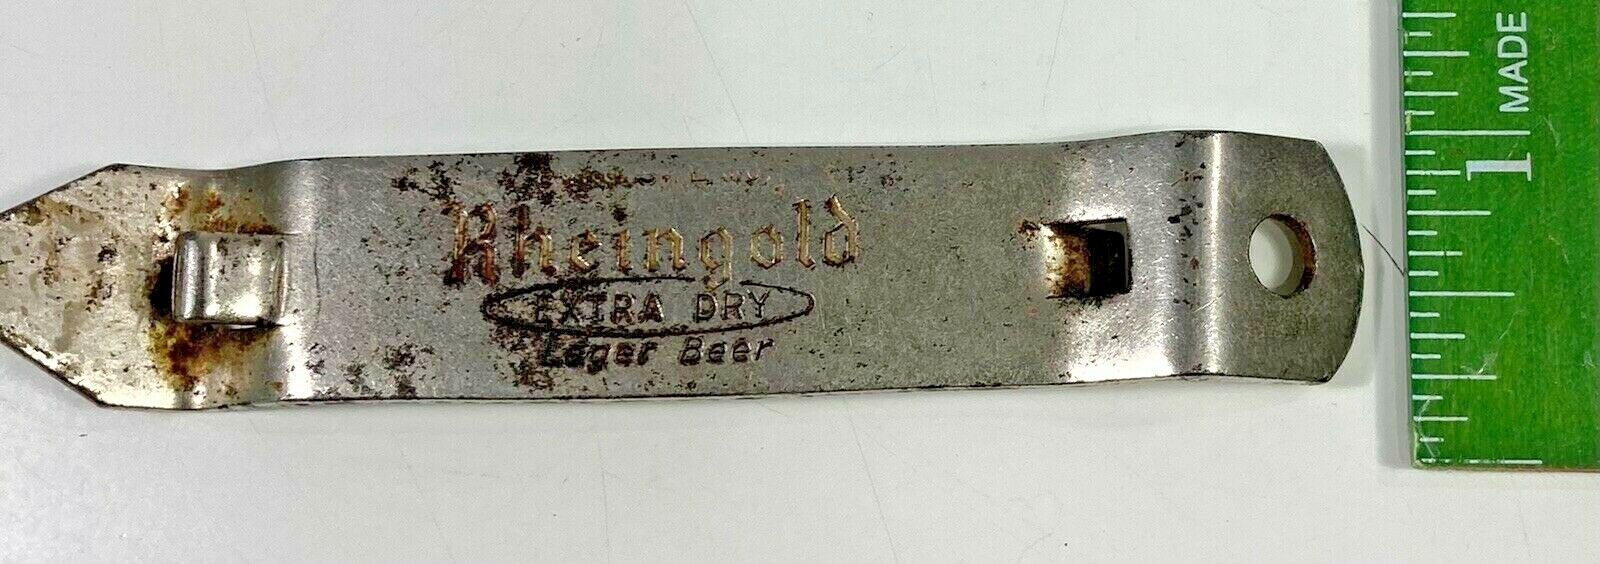 Rheingold
EXTRA DRY
Lager Beer
MADE
1